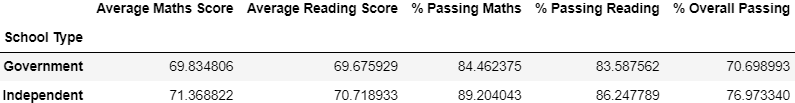 Average Maths Score Average Reading Score % Passing Maths % Passing Reading % Overall Passing
School Type
Government 69.834806 69.675929 84.462375 83.587562 70.698993
Independent 71.368822 70.718933 89.204043 86.247789 76.973340